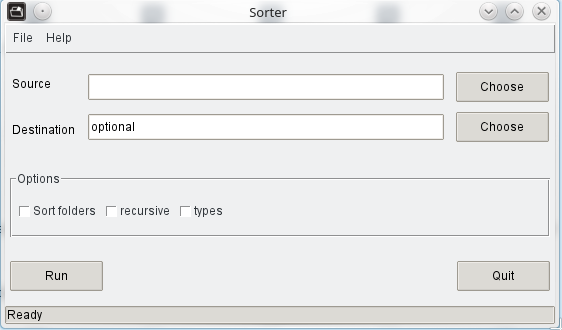 Sorter
File Help
Source Choose
Destination optional Choose
Options
Sort folders recursive types
Run Quit
Ready